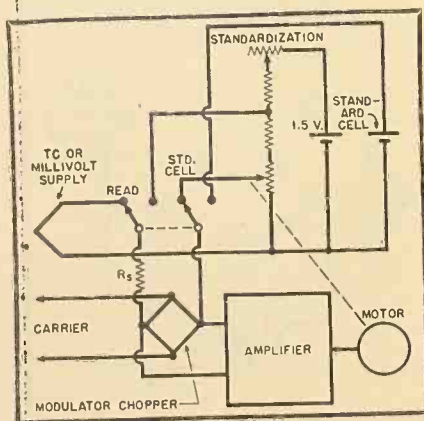 STANDARDIZATION
STAND-
ARD
CELL
1.5 V.
TC OR
MILLIVOLT
SUPPLY
READ
STD.
CELL
RS
CARRIER
MOTOR
AMPLIFIER
MODULATOR CHOPPER